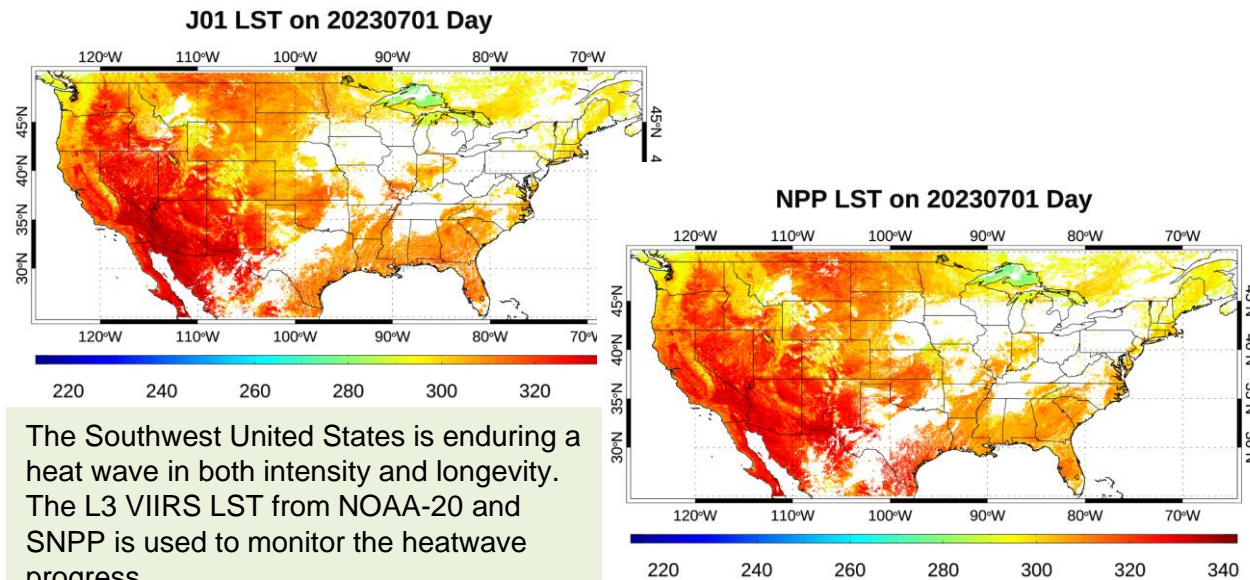 J01 LST on 20230701 Day
120°W 110°W 100°W 90°W 80°W 70°W
45°N
40°N
35°N
30°N
45°N
4
120°W 110°W 100°W 90°W 80°W 70°W
220 240 260 280 300 320
The Southwest United States is enduring a
heat wave in both intensity and longevity.
The L3 VIIRS LST from NOAA-20 and
SNPP is used to monitor the heatwave
progress
NPP LST on 20230701 Day
120°W 110°W 100°W 90°W 80°W 70°W
45°N
40°N
35°N
30°N
120°W 110°W 100°W 90°W 80°W 70°W
220 240 260 280 300 320 340